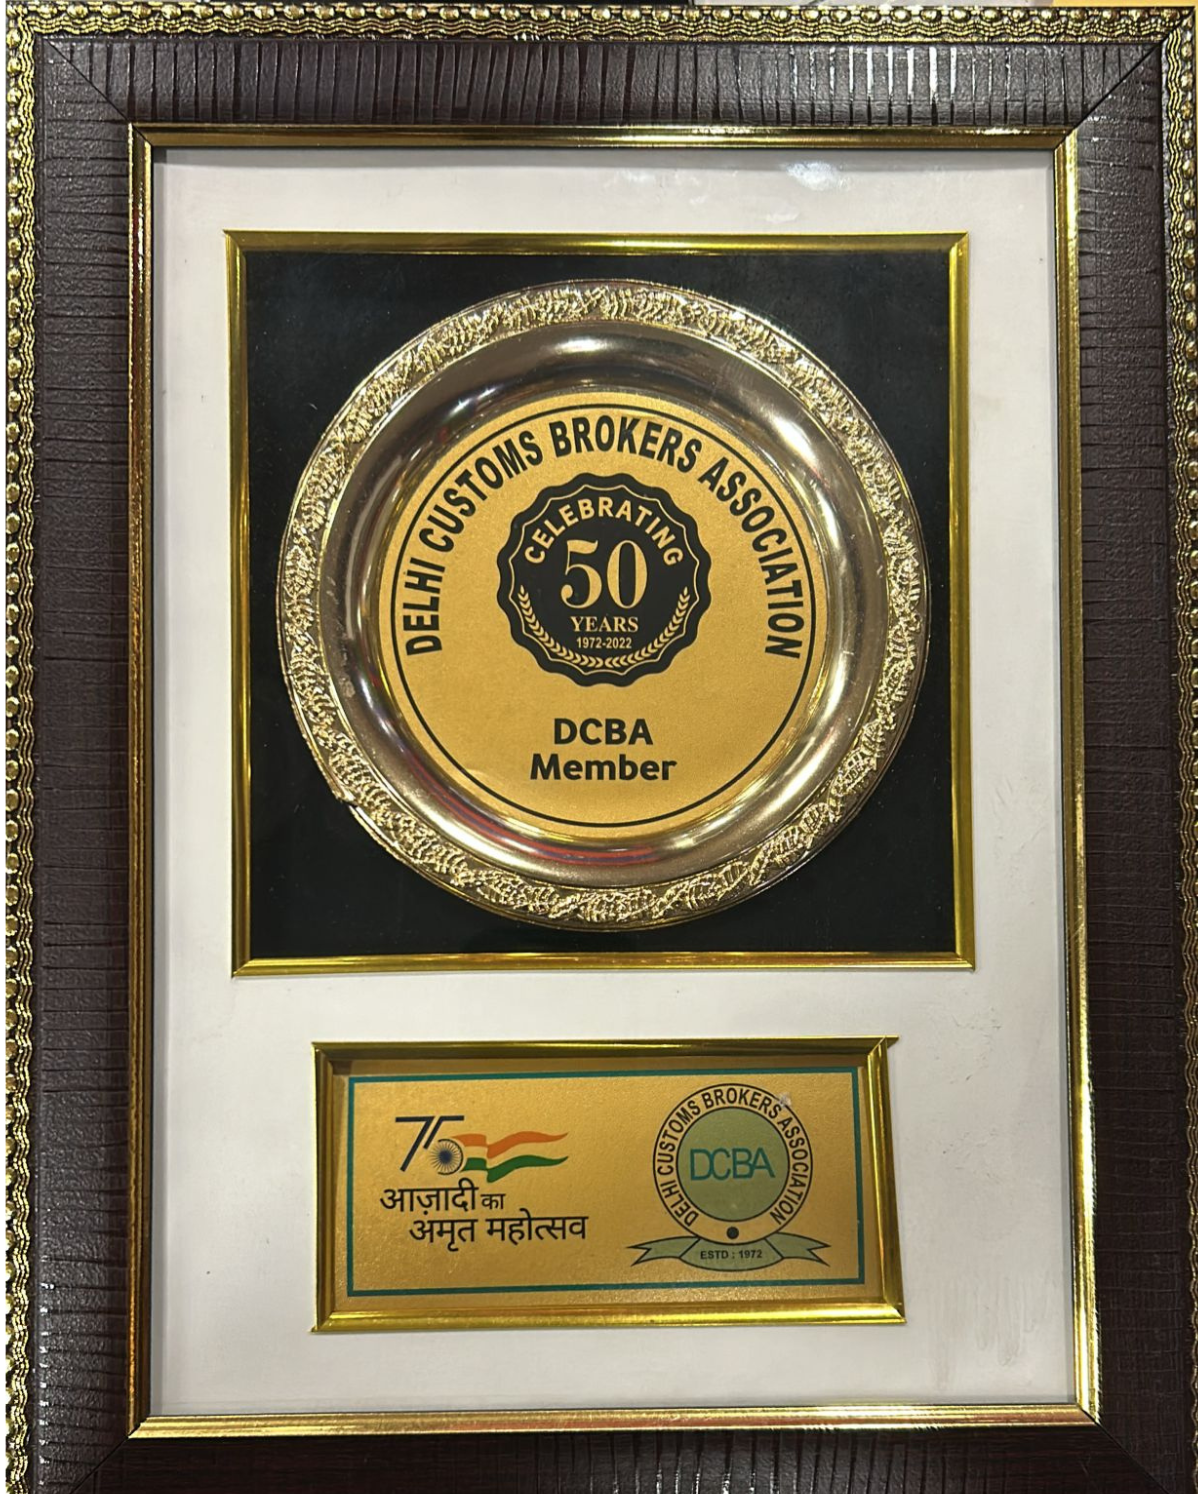 DELHI CUSTOMS BROKERS ASSOCIATION
CELEBRATING
50
YEARS
1972-2022
DCBA
Member
75
आज़ादी का
अमृत महोत्सव
DELHI CUSTOMS BROKERS ASSOCIATION
DCBA
ESTD : 1972